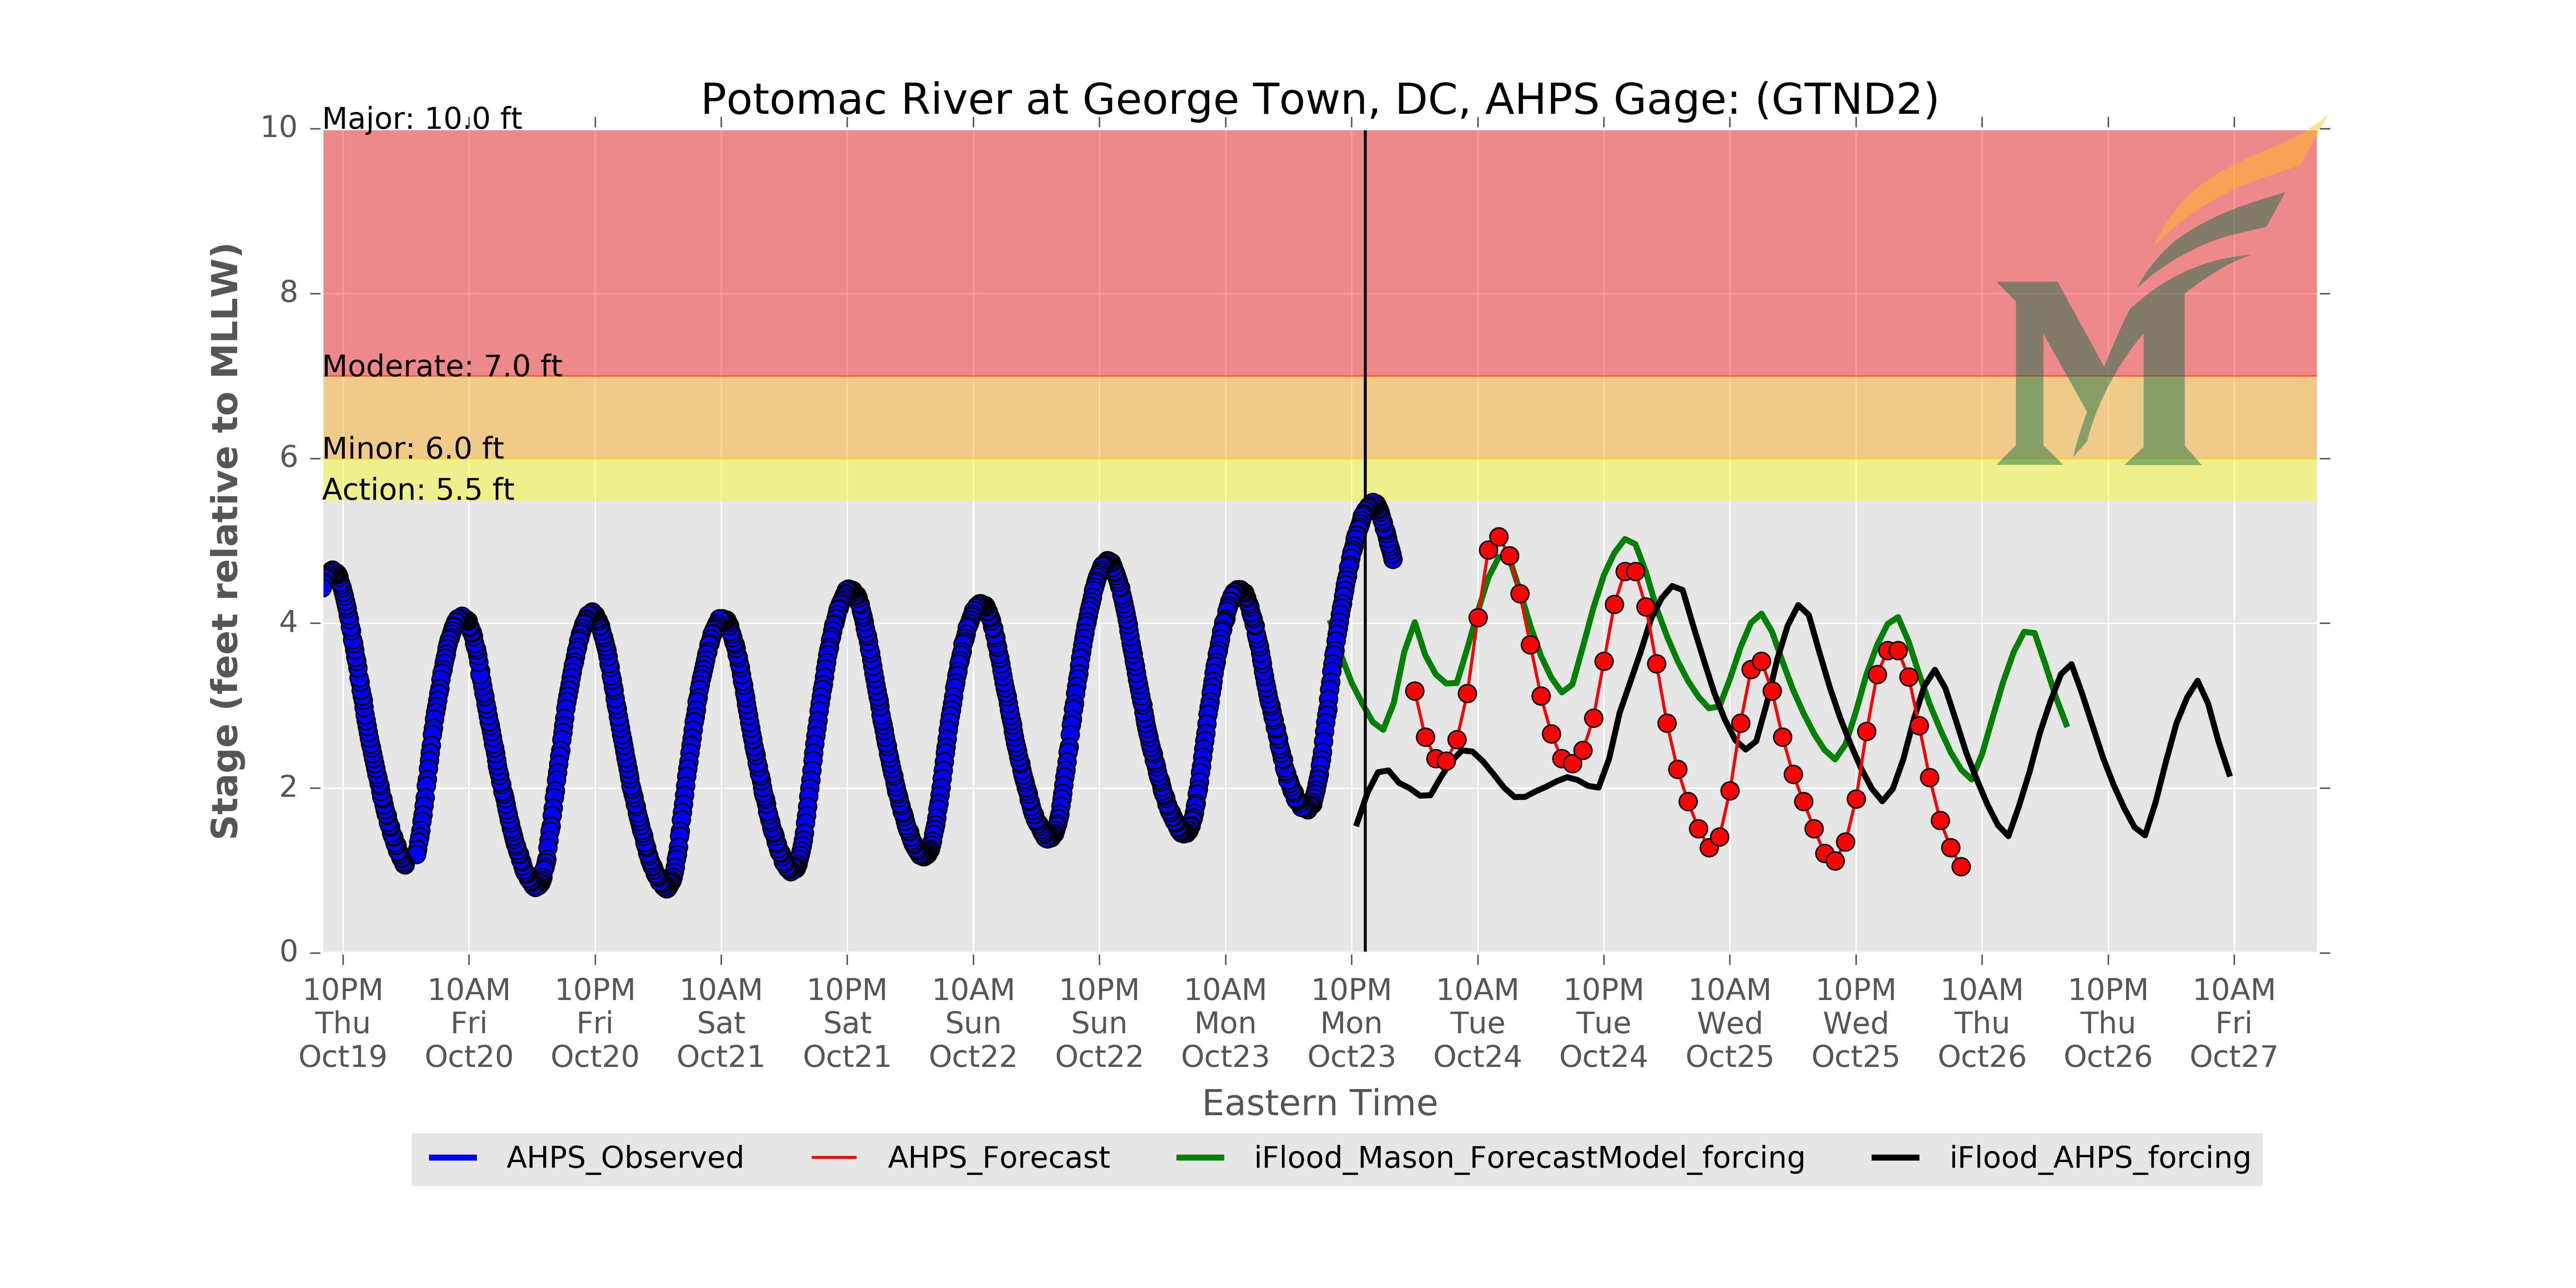 Potomac River at George Town, DC, AHPS Gage: (GTND2)
Major: 10.0 ft
Moderate: 7.0 ft
Minor: 6.0 ft
Action: 5.5 ft
Stage (feet relative to MLLW)
10
8
6
4
2
0
10PM 10AM 10PM 10AM 10PM 10AM 10PM 10AM 10PM 10AM 10PM 10AM 10PM 10AM 10PM 10AM
Thu Fri Fri Sat Sat Sun Sun Mon Mon Tue Tue Wed Wed Thu Thu Fri
Oct19 Oct20 Oct20 Oct21 Oct21 Oct22 Oct22 Oct23 Oct23 Oct24 Oct24 Oct25 Oct25 Oct26 Oct26 Oct27
Eastern Time
AHPS_Observed AHPS_Forecast iFlood_Mason_ForecastModel_forcing iFlood_AHPS_forcing